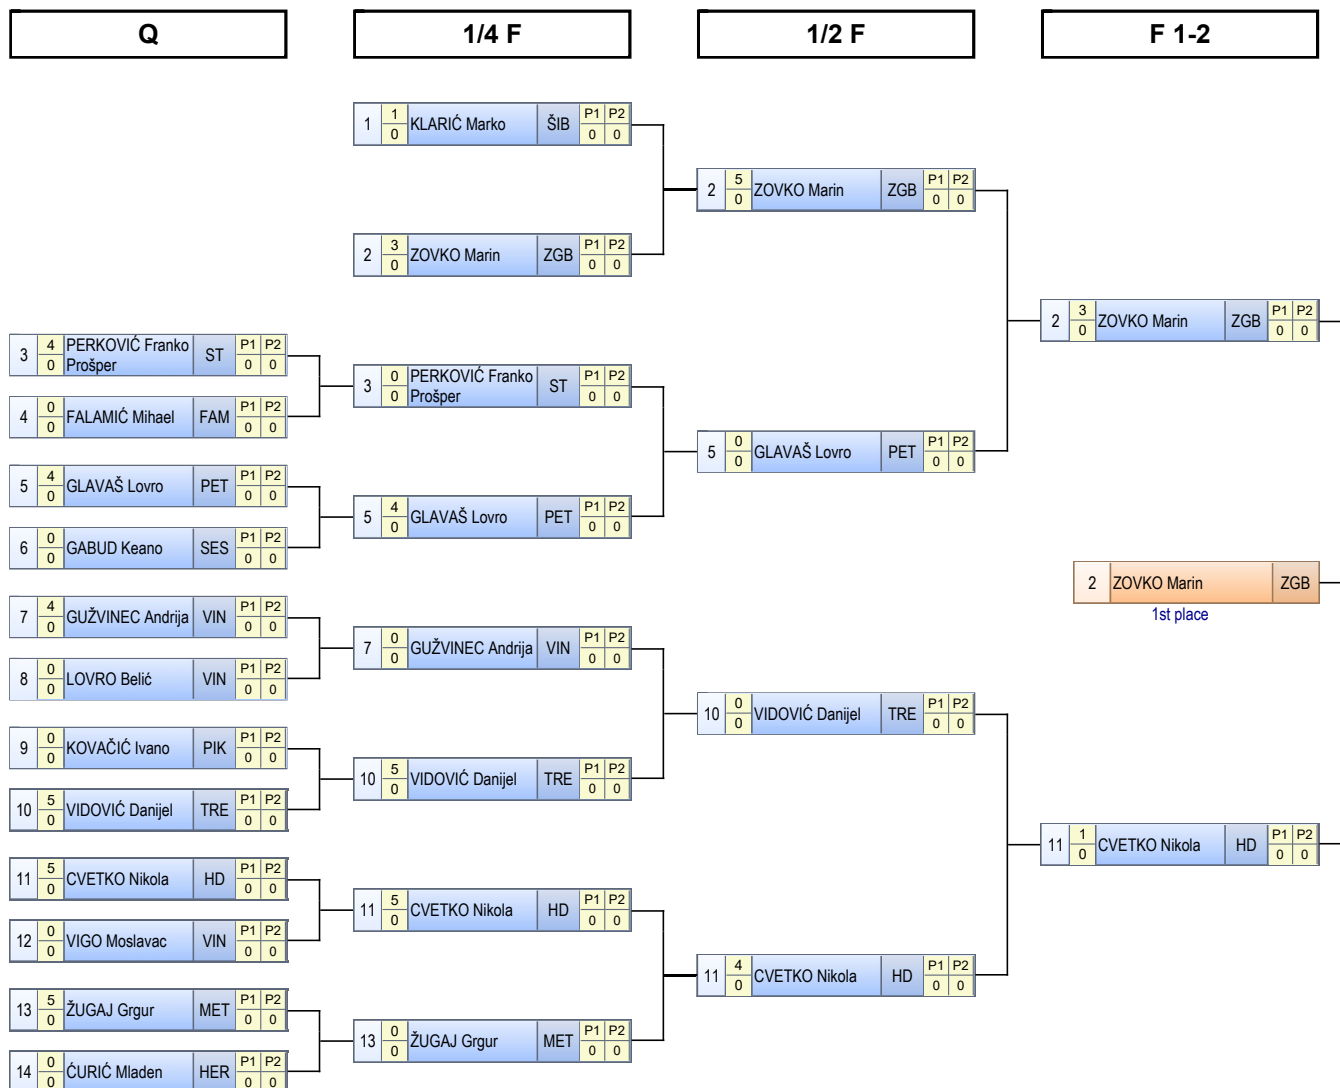 Q 1/4 F 1/2 F F 1-2
1 1 0 KLARIĆ Marko ŠIB P1 P2 0 0
2 3 0 ZOVKO Marin ZGB P1 P2 0 0
2 5 0 ZOVKO Marin ZGB P1 P2 0 0
2 3 0 ZOVKO Marin ZGB P1 P2 0 0
3 4 0 PERKOVIĆ Franko
Prošper ST P1 P2 0 0
4 0 0 FALAMIĆ Mihael FAM P1 P2 0 0
3 0 0 PERKOVIĆ Franko
Prošper ST P1 P2 0 0
5 4 0 GLAVAŠ Lovro PET P1 P2 0 0
6 0 0 GABUD Keano SES P1 P2 0 0
5 4 0 GLAVAŠ Lovro PET P1 P2 0 0
5 0 0 GLAVAŠ Lovro PET P1 P2 0 0
2 ZOVKO Marin ZGB
1st place
7 4 0 GUŽVINEC Andrija VIN P1 P2 0 0
8 0 0 LOVRO Belić VIN P1 P2 0 0
7 0 0 GUŽVINEC Andrija VIN P1 P2 0 0
9 0 0 KOVAČIĆ Ivano PIK P1 P2 0 0
10 5 0 VIDOVIĆ Danijel TRE P1 P2 0 0
10 5 0 VIDOVIĆ Danijel TRE P1 P2 0 0
10 0 0 VIDOVIĆ Danijel TRE P1 P2 0 0
11 1 0 CVETKO Nikola HD P1 P2 0 0
11 5 0 CVETKO Nikola HD P1 P2 0 0
12 0 0 VIGO Moslavac VIN P1 P2 0 0
11 5 0 CVETKO Nikola HD P1 P2 0 0
11 4 0 CVETKO Nikola HD P1 P2 0 0
13 5 0 ŽUGAJ Grgur MET P1 P2 0 0
14 0 0 ĆURIĆ Mladen HER P1 P2 0 0
13 0 0 ŽUGAJ Grgur MET P1 P2 0 0